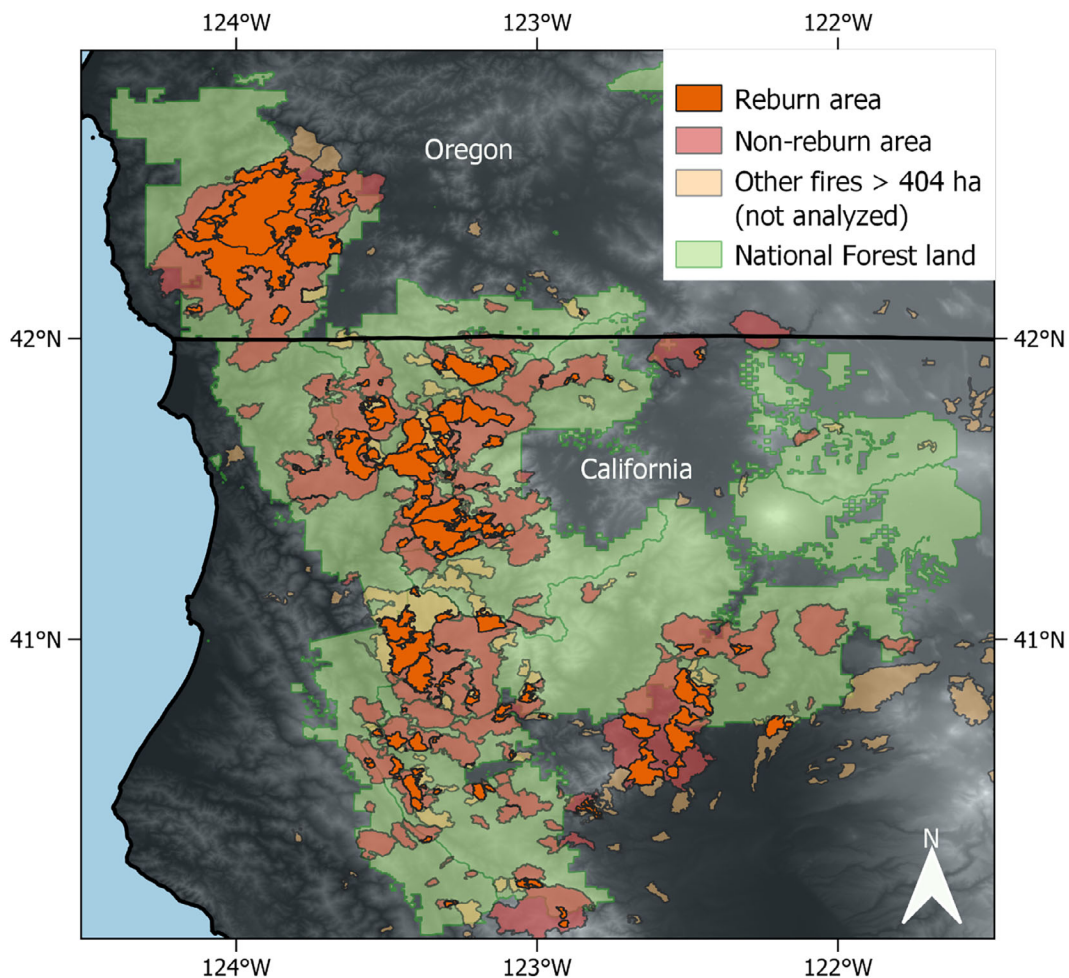 124°W 123°W 122°W
Reburn area
Non-reburn area
Other fires > 404 ha
(not analyzed)
National Forest land
Oregon
42°N 42°N
California
41°N 41°N
N
124°W 123°W 122°W